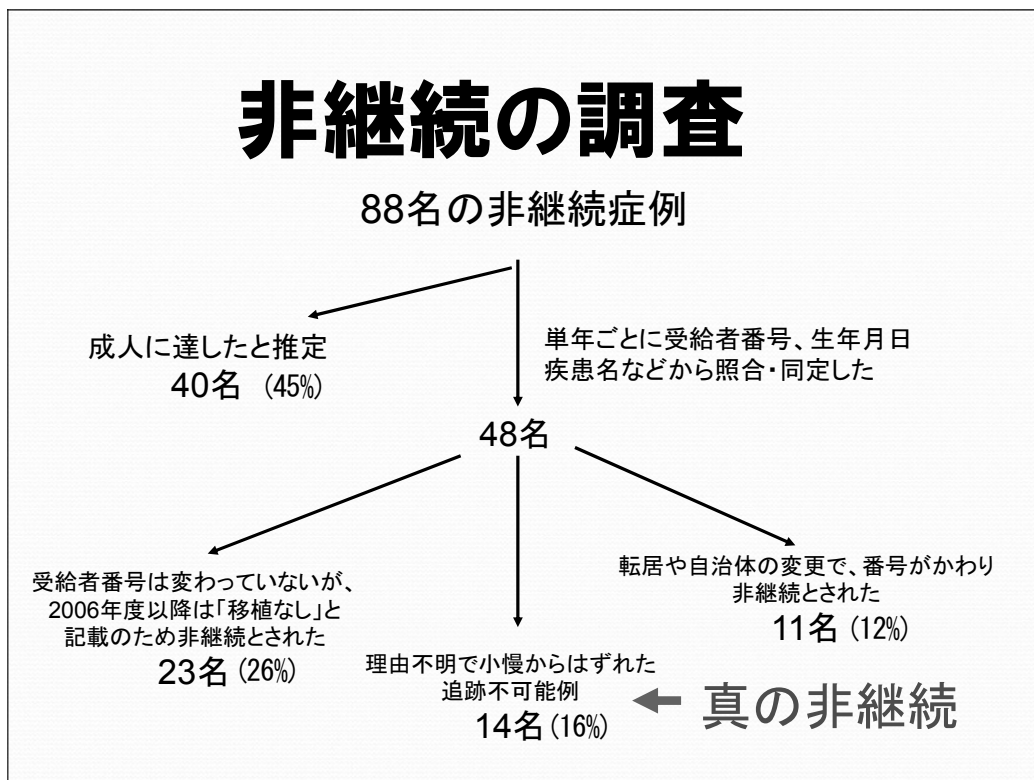 非継続の調査
88名の非継続症例
成人に達したと推定
40名 (45%)
単年ごとに受給者番号、生年月日
疾患名などから照合・同定した
48名
受給者番号は変わっていないが、
2006年度以降は「移植なし」と
記載のため非継続とされた
23名 (26%)
理由不明で小慢からはずれた
追跡不可能例
14名 (16%)
真の非継続
転居や自治体の変更で、番号がかわり
非継続とされた
11名 (12%)